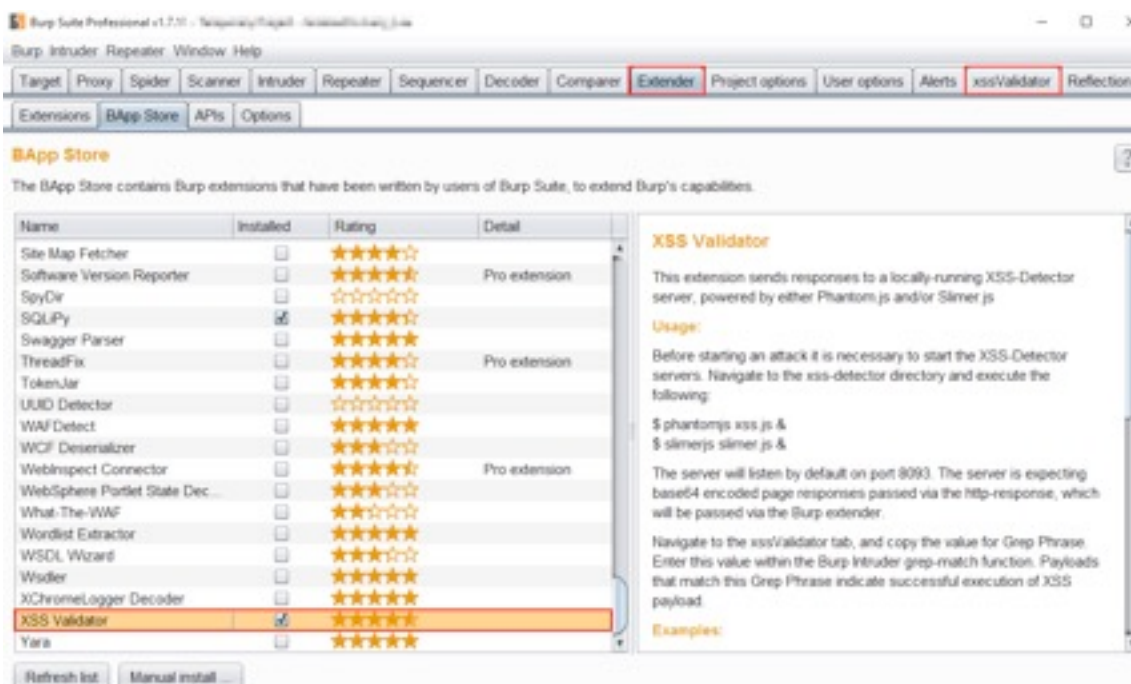 Burp Suite Professional v1.7.11 - Temporary Project -
Burp Intruder Repeater Window Help
Target Proxy Spider Scanner Intruder Repeater Sequencer Decoder Comparer Extender Project options User options Alerts xssValidator Reflection
Extensions BApp Store APIs Options
BApp Store
?
The BApp Store contains Burp extensions that have been written by users of Burp Suite, to extend Burp's capabilities.
Name Installed Rating Detail
Site Map Fetcher
Software Version Reporter Pro extension
SpyDir
SQLiPy
Swagger Parser
ThreadFix Pro extension
TokenJar
UUID Detector
WAFDetect
WCF Deserializer
WebInspect Connector Pro extension
WebSphere Portlet State Dec...
What-The-WAF
Wordlist Extractor
WSDL Wizard
Wsdler
XChromeLogger Decoder
XSS Validator
Yara
Refresh list Manual install ...
XSS Validator
This extension sends responses to a locally-running XSS-Detector
server, powered by either Phantom.js and/or Slimer.js
Usage:
Before starting an attack it is necessary to start the XSS-Detector
servers. Navigate to the xss-detector directory and execute the
following:
$ phantomjs xss.js &
$ slimerjs slimer.js &
The server will listen by default on port 8093. The server is expecting
base64 encoded page responses passed via the http-response, which
will be passed via the Burp extender.
Navigate to the xssValidator tab, and copy the value for Grep Phrase.
Enter this value within the Burp Intruder grep-match function. Payloads
that match this Grep Phrase indicate successful execution of XSS
payload.
Examples: